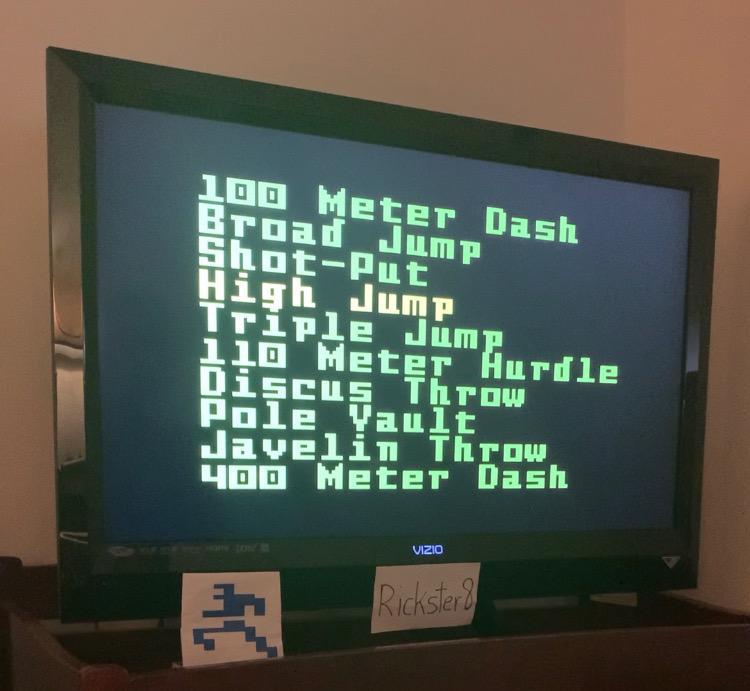 100 Meter Dash
Broad Jump
Shot-Put
High Jump
Triple Jump
110 Meter Hurdle
Discus Throw
Pole Vault
Javelin Throw
400 Meter Dash
VIZIO
Rickster8